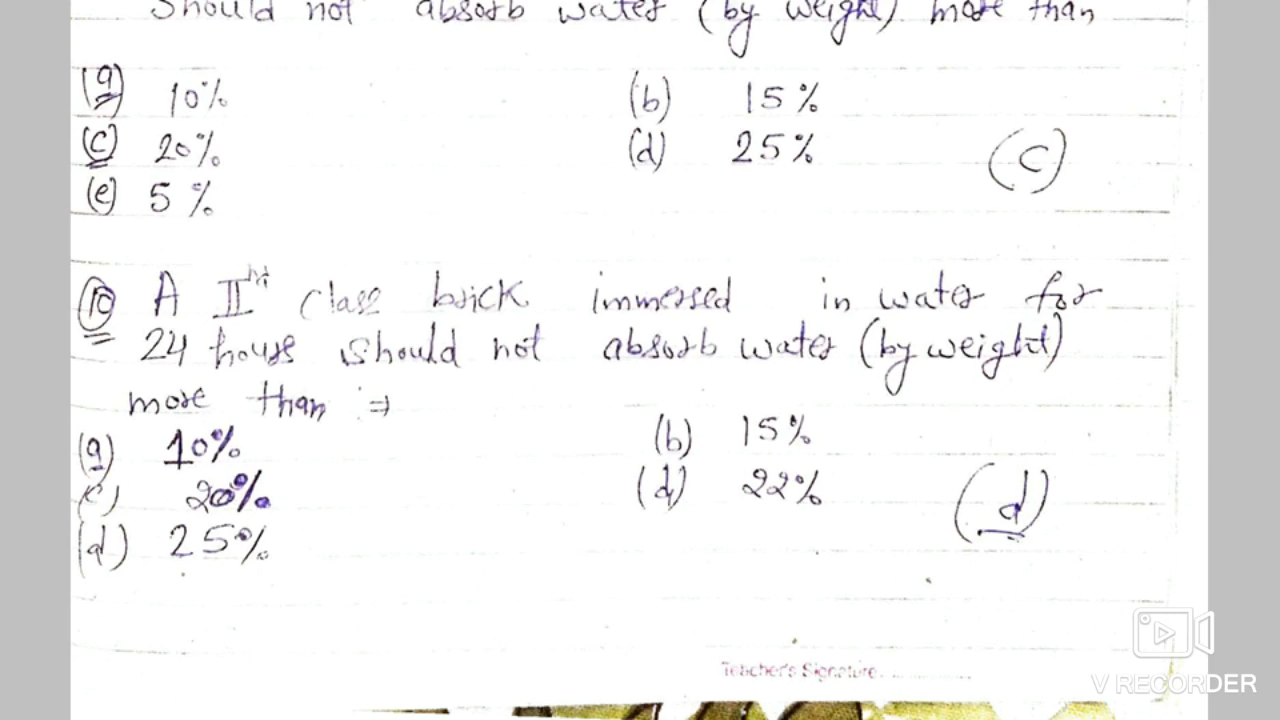 should not absorb water (by weight) more than
(a) 10% (b) 15%
(c) 20% (d) 25% (c)
(e) 5%
(10) A IInd class brick immersed in water for
24 hours should not absorb water (by weight)
more than :⇒
(a) 10% (b) 15%
(c) 20% (d) 22% (d)
(d) 25%
Teacher's Signature
V RECORDER